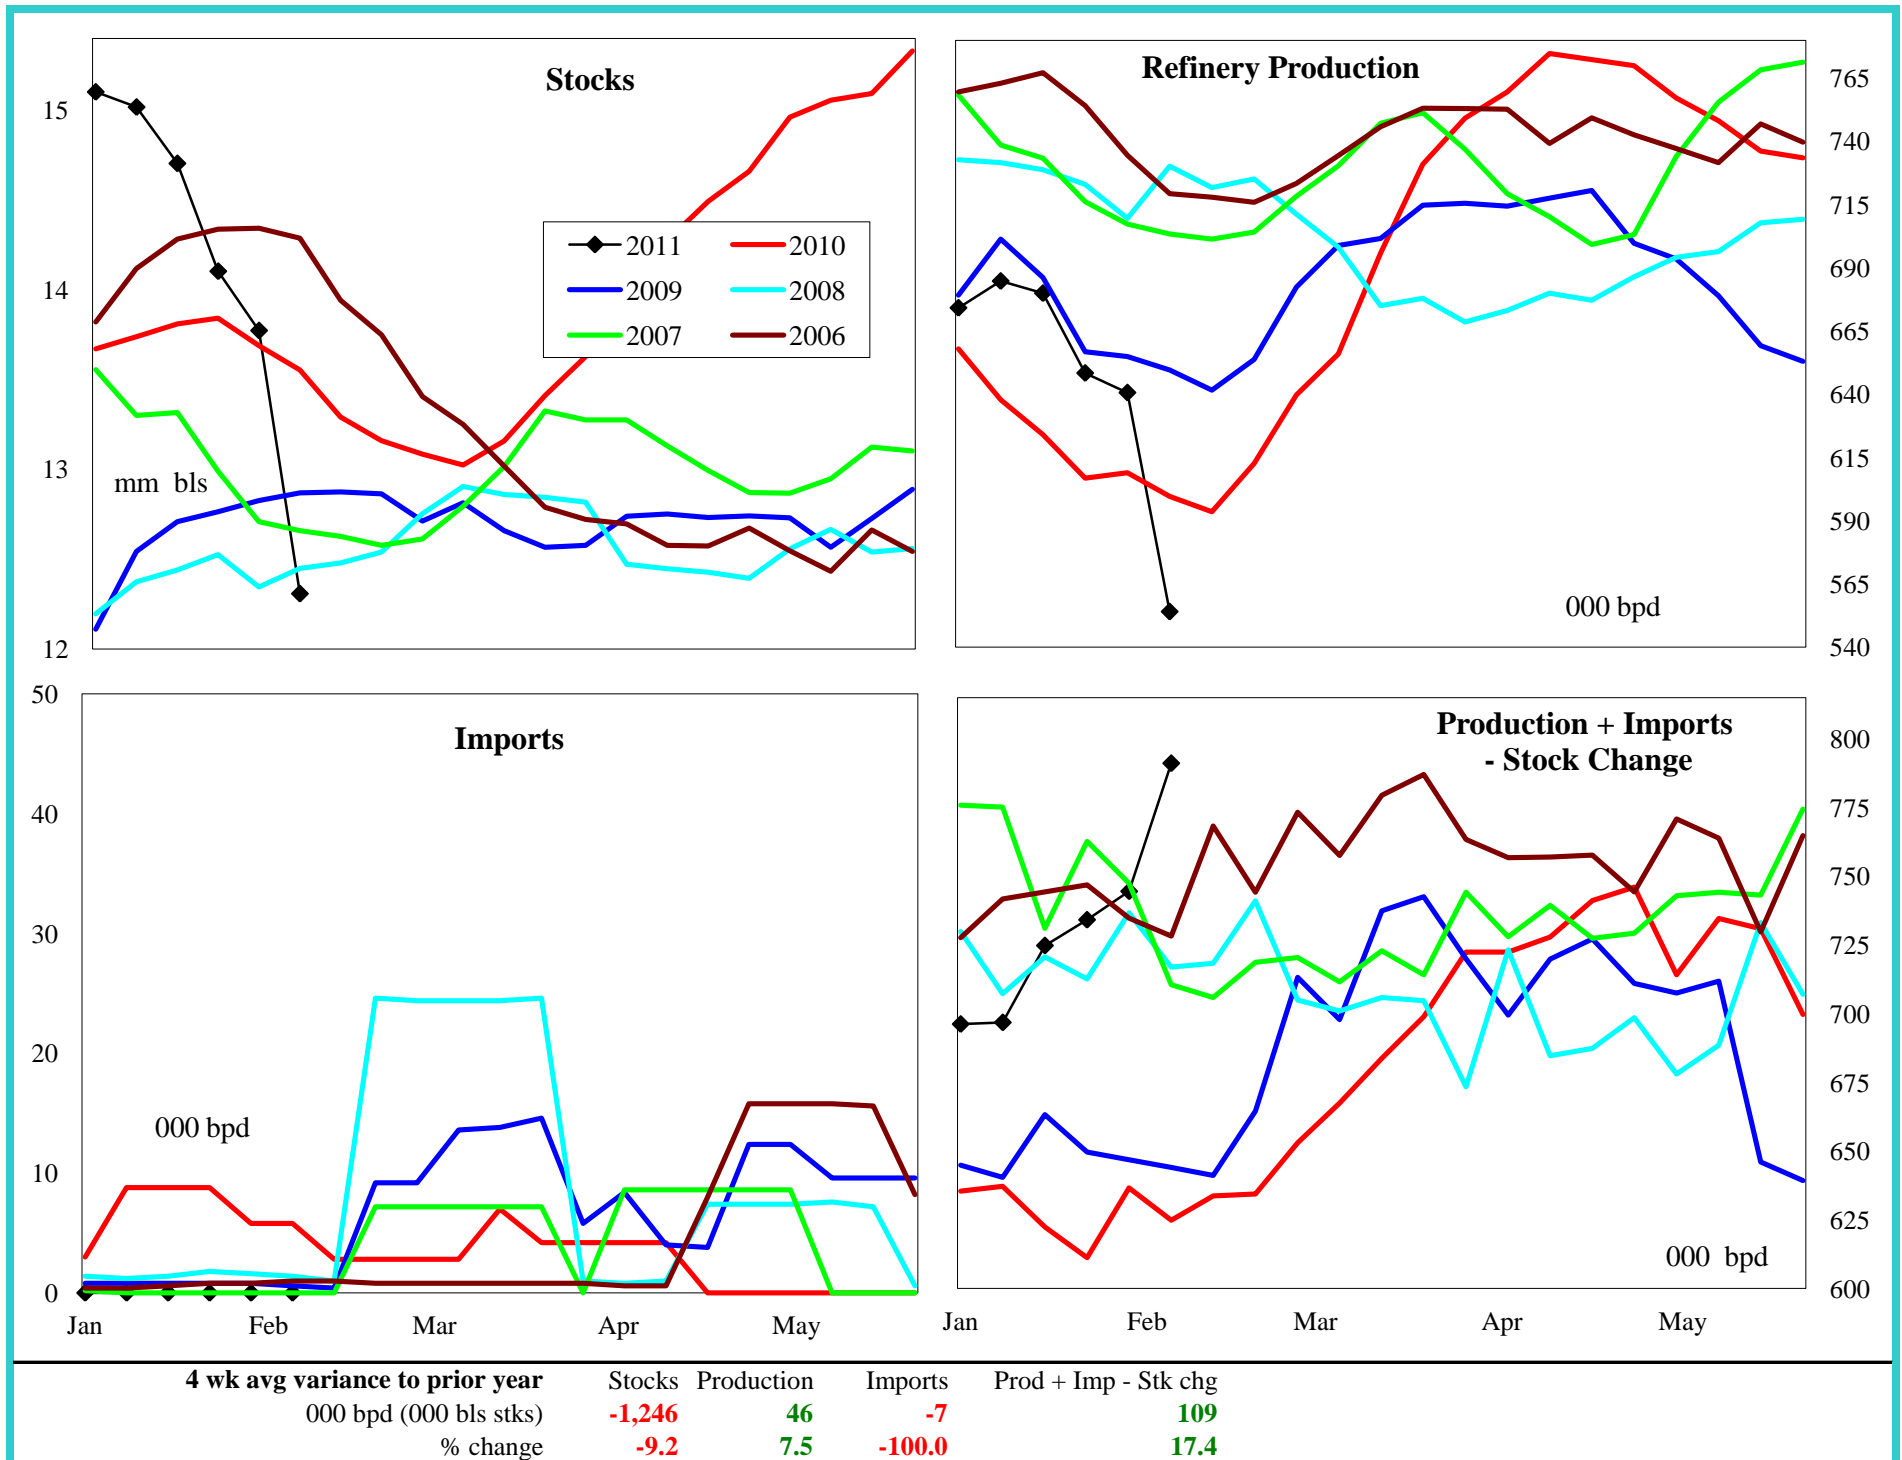 Stocks
15
14
13
12
mm bls
2011 2010
2009 2008
2007 2006
Refinery Production
765
740
715
690
665
640
615
590
565
540
000 bpd
Imports
50
40
30
20
10
0
000 bpd
Jan Feb Mar Apr May
Production + Imports
- Stock Change
800
775
750
725
700
675
650
625
600
000 bpd
Jan Feb Mar Apr May
4 wk avg variance to prior year Stocks Production Imports Prod + Imp - Stk chg
000 bpd (000 bls stks) -1,246 46 -7 109
% change -9.2 7.5 -100.0 17.4